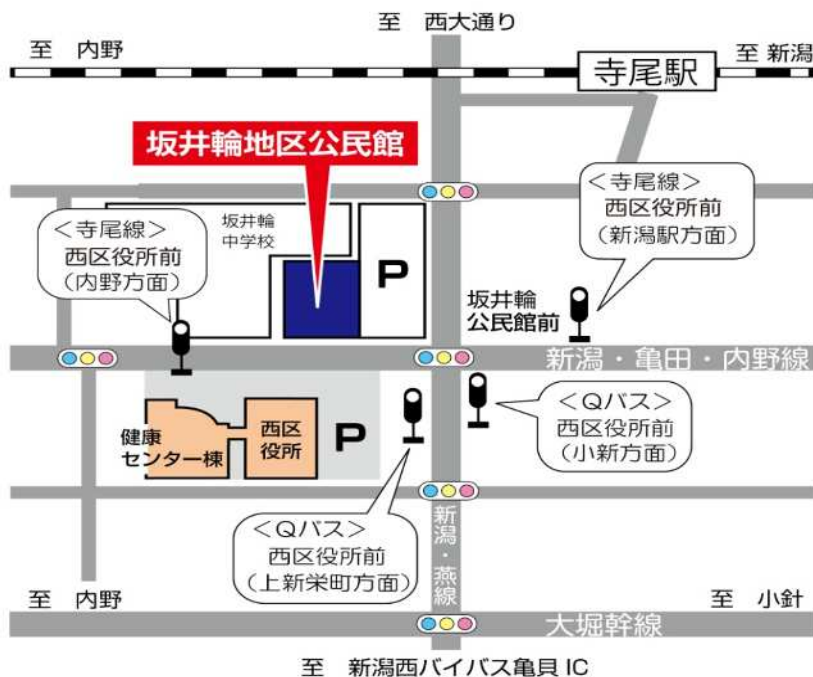 至 西大通り
至 内野
寺尾駅
至 新潟
坂井輪地区公民館
＜寺尾線＞
西区役所前
（新潟駅方面）
坂井輪
中学校
＜寺尾線＞
西区役所前
（内野方面）
P
坂井輪
公民館前
新潟・亀田・内野線
＜Qバス＞
西区役所前
（小新方面）
健康
センター棟
西区
役所
P
＜Qバス＞
西区役所前
（上新栄町方面）
新潟・燕線
至 内野
至 小針
大堀幹線
至 新潟西バイバス亀貝 IC